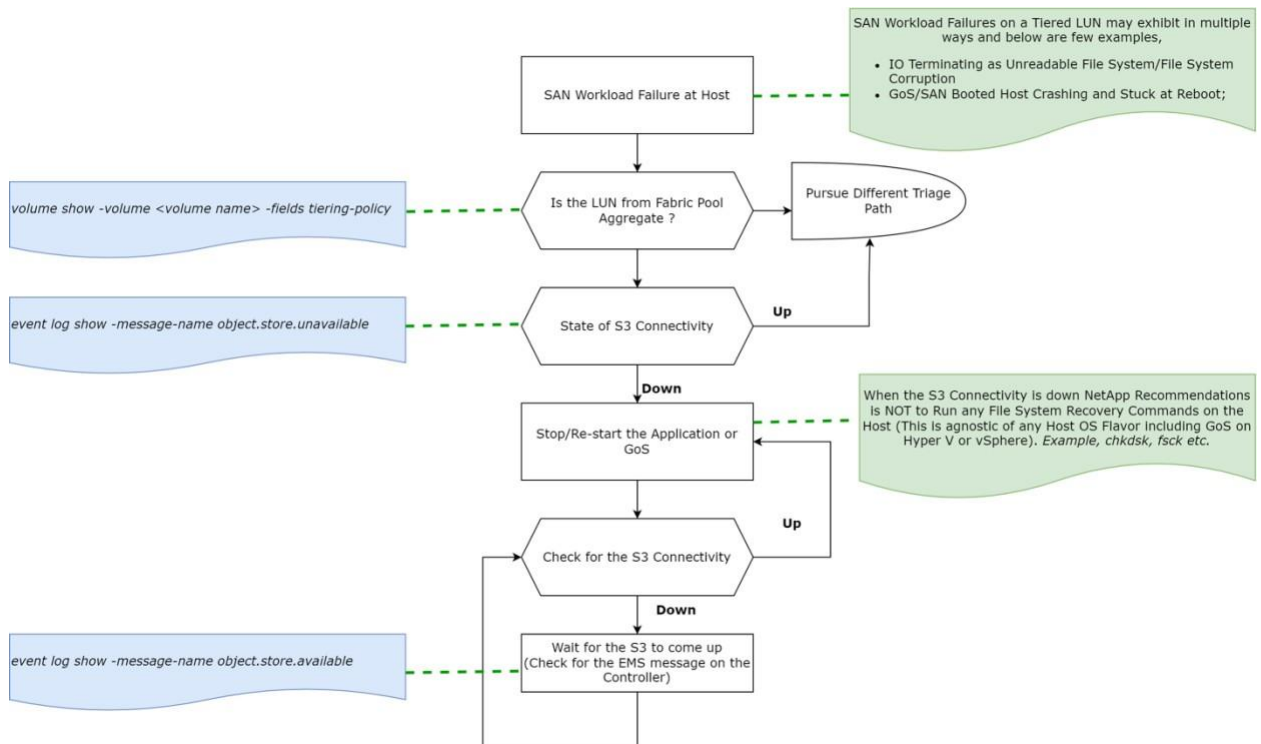 SAN Workload Failures on a Tiered LUN may exhibit in multiple
ways and below are few examples,
• IO Terminating as Unreadable File System/File System
Corruption
• GoS/SAN Booted Host Crashing and Stuck at Reboot;
SAN Workload Failure at Host
volume show -volume <volume name> -fields tiering-policy
Is the LUN from Fabric Pool
Aggregate ?
Pursue Different Triage
Path
event log show -message-name object.store.unavailable
State of S3 Connectivity
Up
Down
When the S3 Connectivity is down NetApp Recommendations
is NOT to Run any File System Recovery Commands on the
Host (This is agnostic of any Host OS Flavor including GoS on
Hyper V or vSphere). Example, chkdsk, fsck etc.
Stop/Re-start the Application or
GoS
Up
Check for the S3 Connectivity
Down
event log show -message-name object.store.available
Wait for the S3 to come up
(Check for the EMS message on the
Controller)